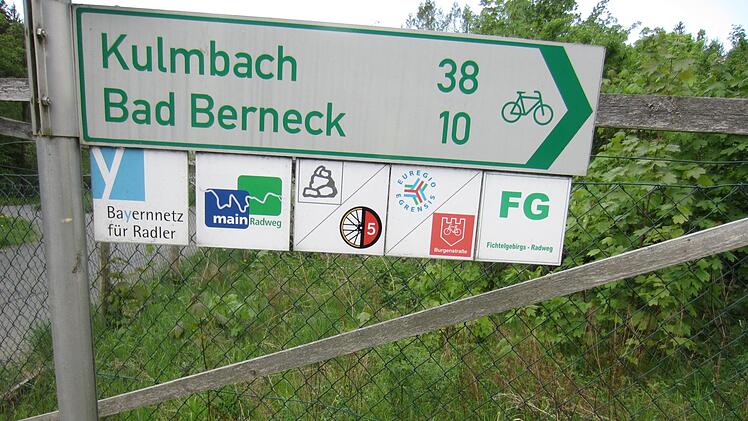 Kulmbach 38
Bad Berneck 10
y
Bayernnetz
für Radler
main Radweg
5
EUREGIO
EGRENSIS
Burgenstraße
FG
Fichtelgebirgs - Radweg